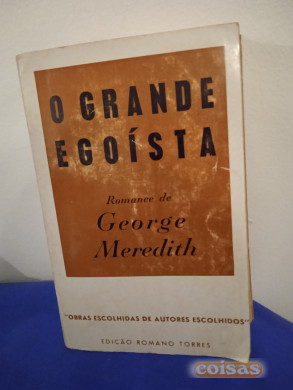 O GRANDE
EGOÍSTA
Romance de
George
Meredith
"OBRAS ESCOLHIDAS DE AUTORES ESCOLHIDOS"
EDIÇÃO ROMANO TORRES
coisas